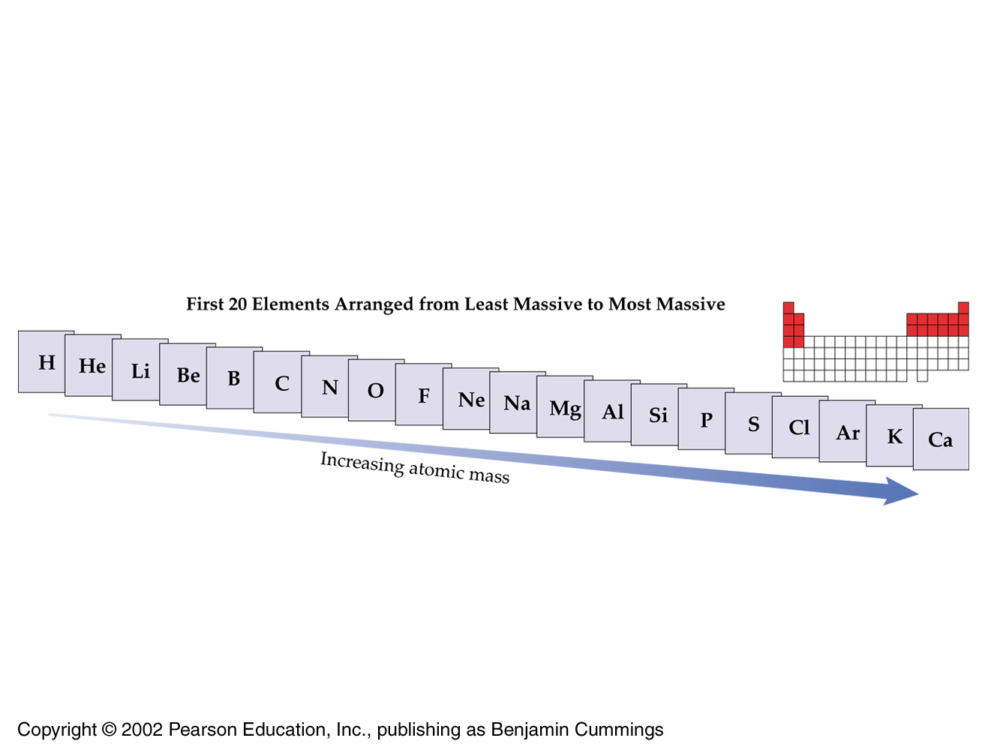 First 20 Elements Arranged from Least Massive to Most Massive
H He Li Be B C N O F Ne Na Mg Al Si P S Cl Ar K Ca
Increasing atomic mass
Copyright © 2002 Pearson Education, Inc., publishing as Benjamin Cummings